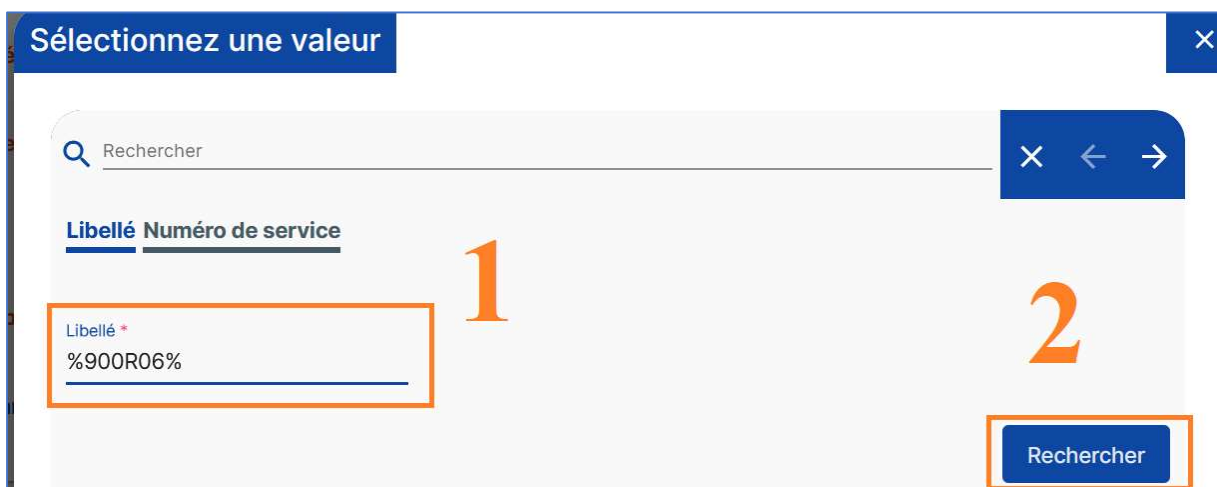 Sélectionnez une valeur
Rechercher
Libellé Numéro de service
1
2
Libellé *
%900R06%
Rechercher